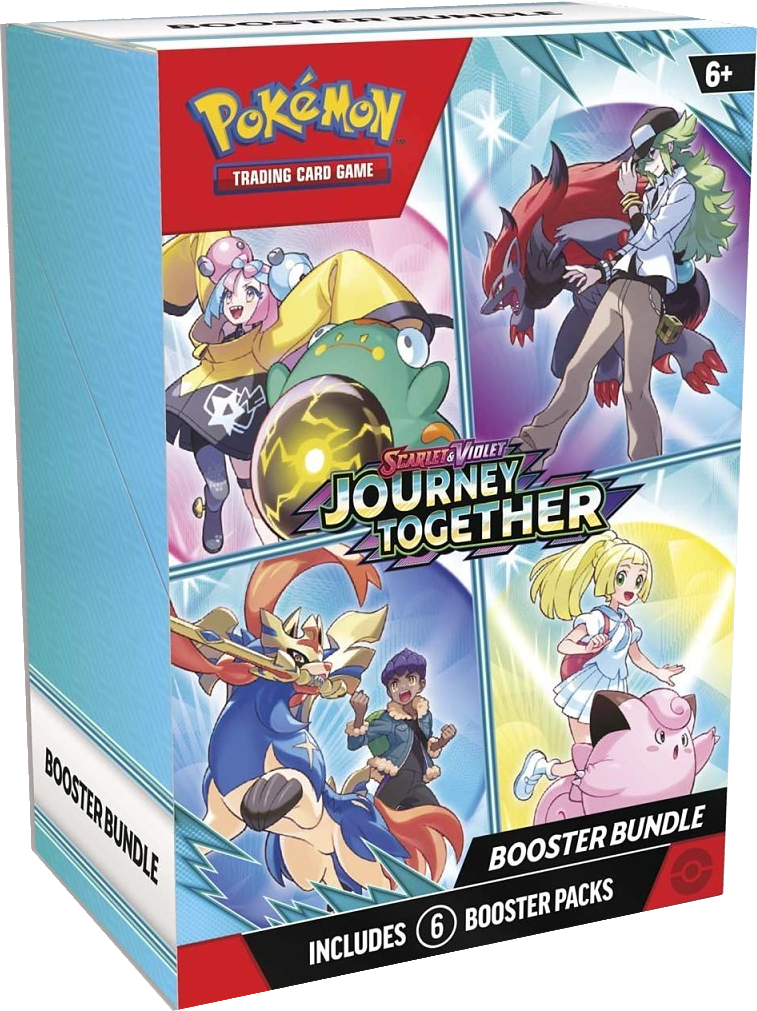 BOOSTER BUNDLE
6+
POKéMON
TM
TRADING CARD GAME
SCARLET & VIOLET
JOURNEY
TOGETHER
BOOSTER BUNDLE
BOOSTER BUNDLE
INCLUDES 6 BOOSTER PACKS